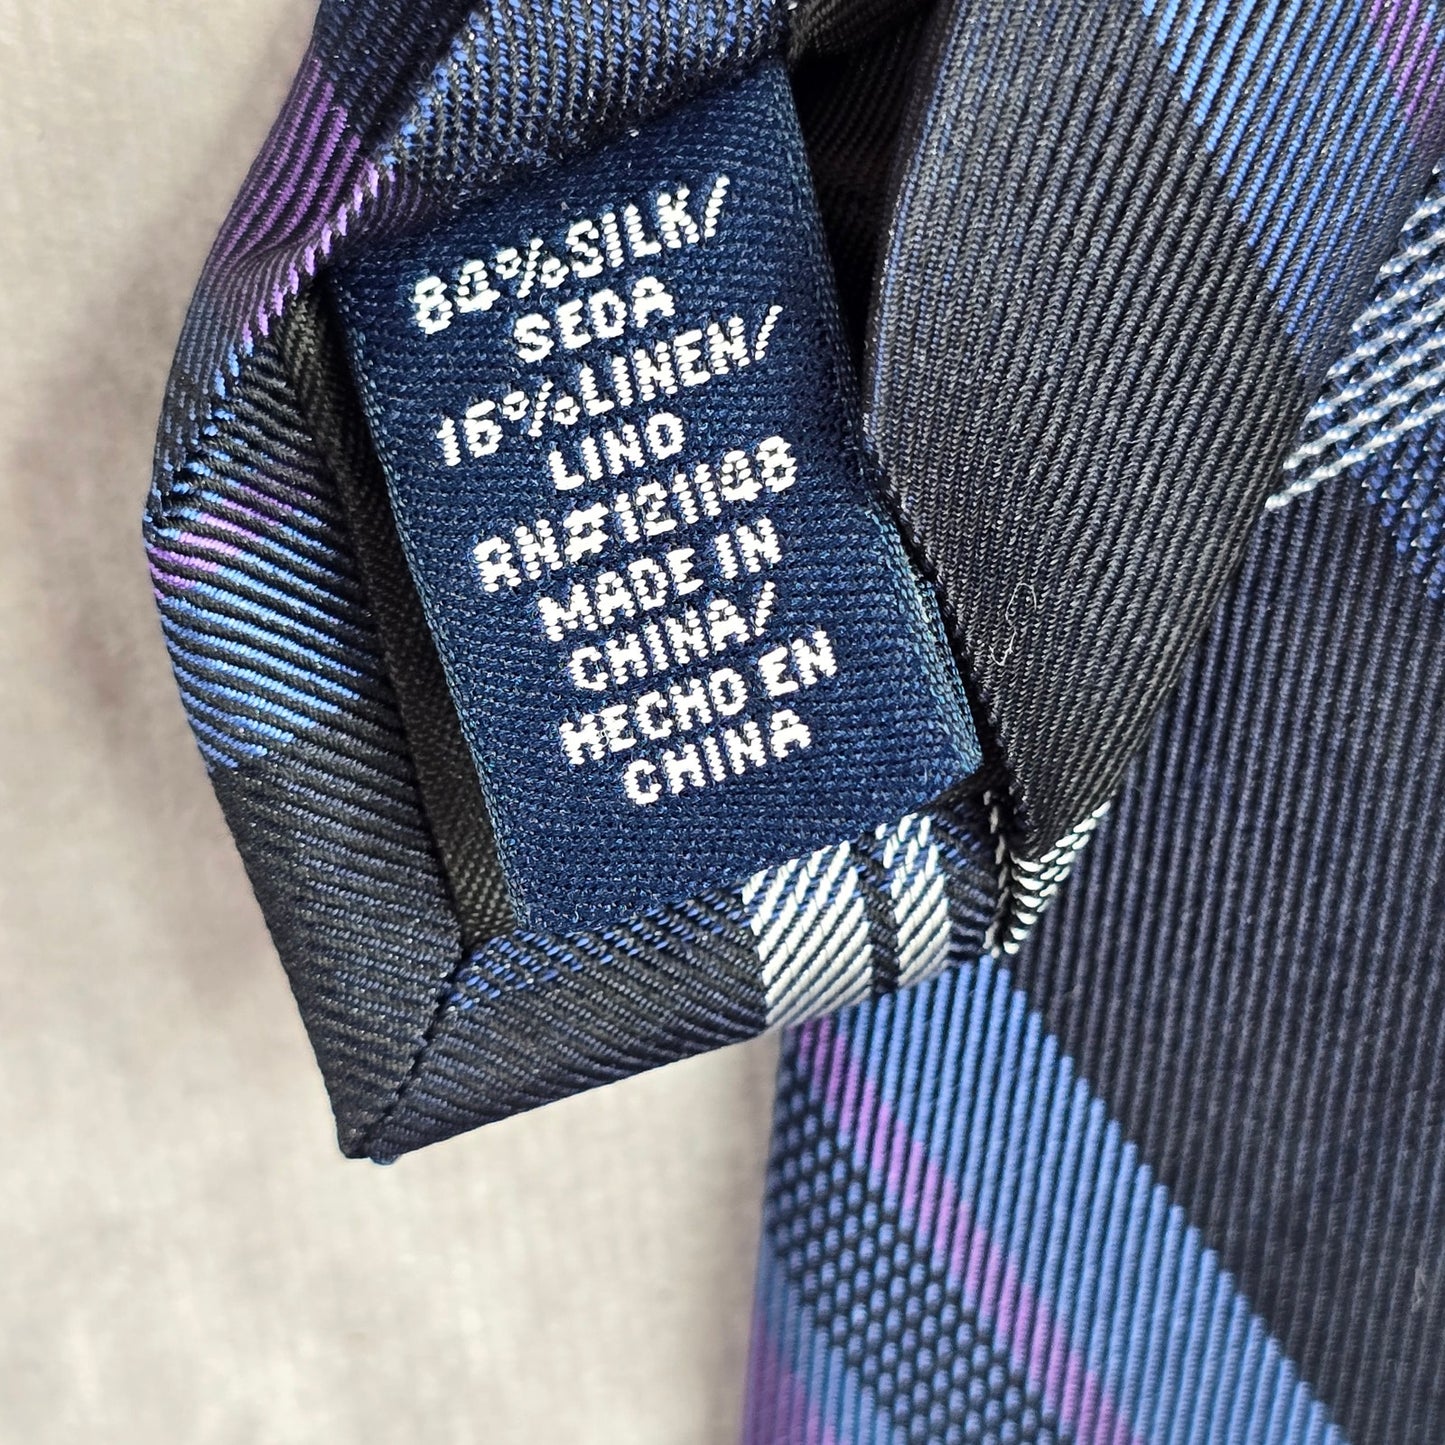 84%SILK/
SEDA
16%LINEN/
LINO
RN#121148
MADE IN
CHINA/
HECHO EN
CHINA